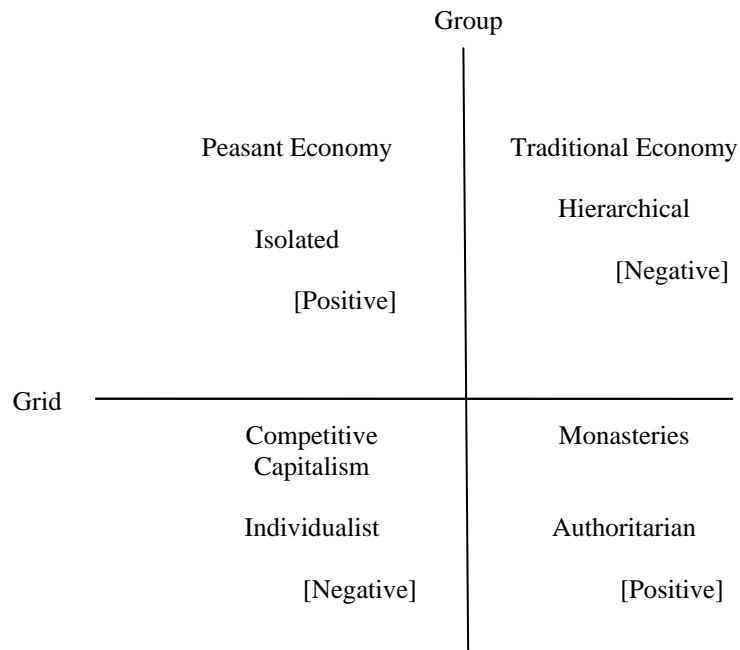 Group
Peasant Economy
Traditional Economy
Hierarchical
Isolated
[Negative]
[Positive]
Grid
Competitive
Capitalism
Monasteries
Individualist
Authoritarian
[Negative]
[Positive]